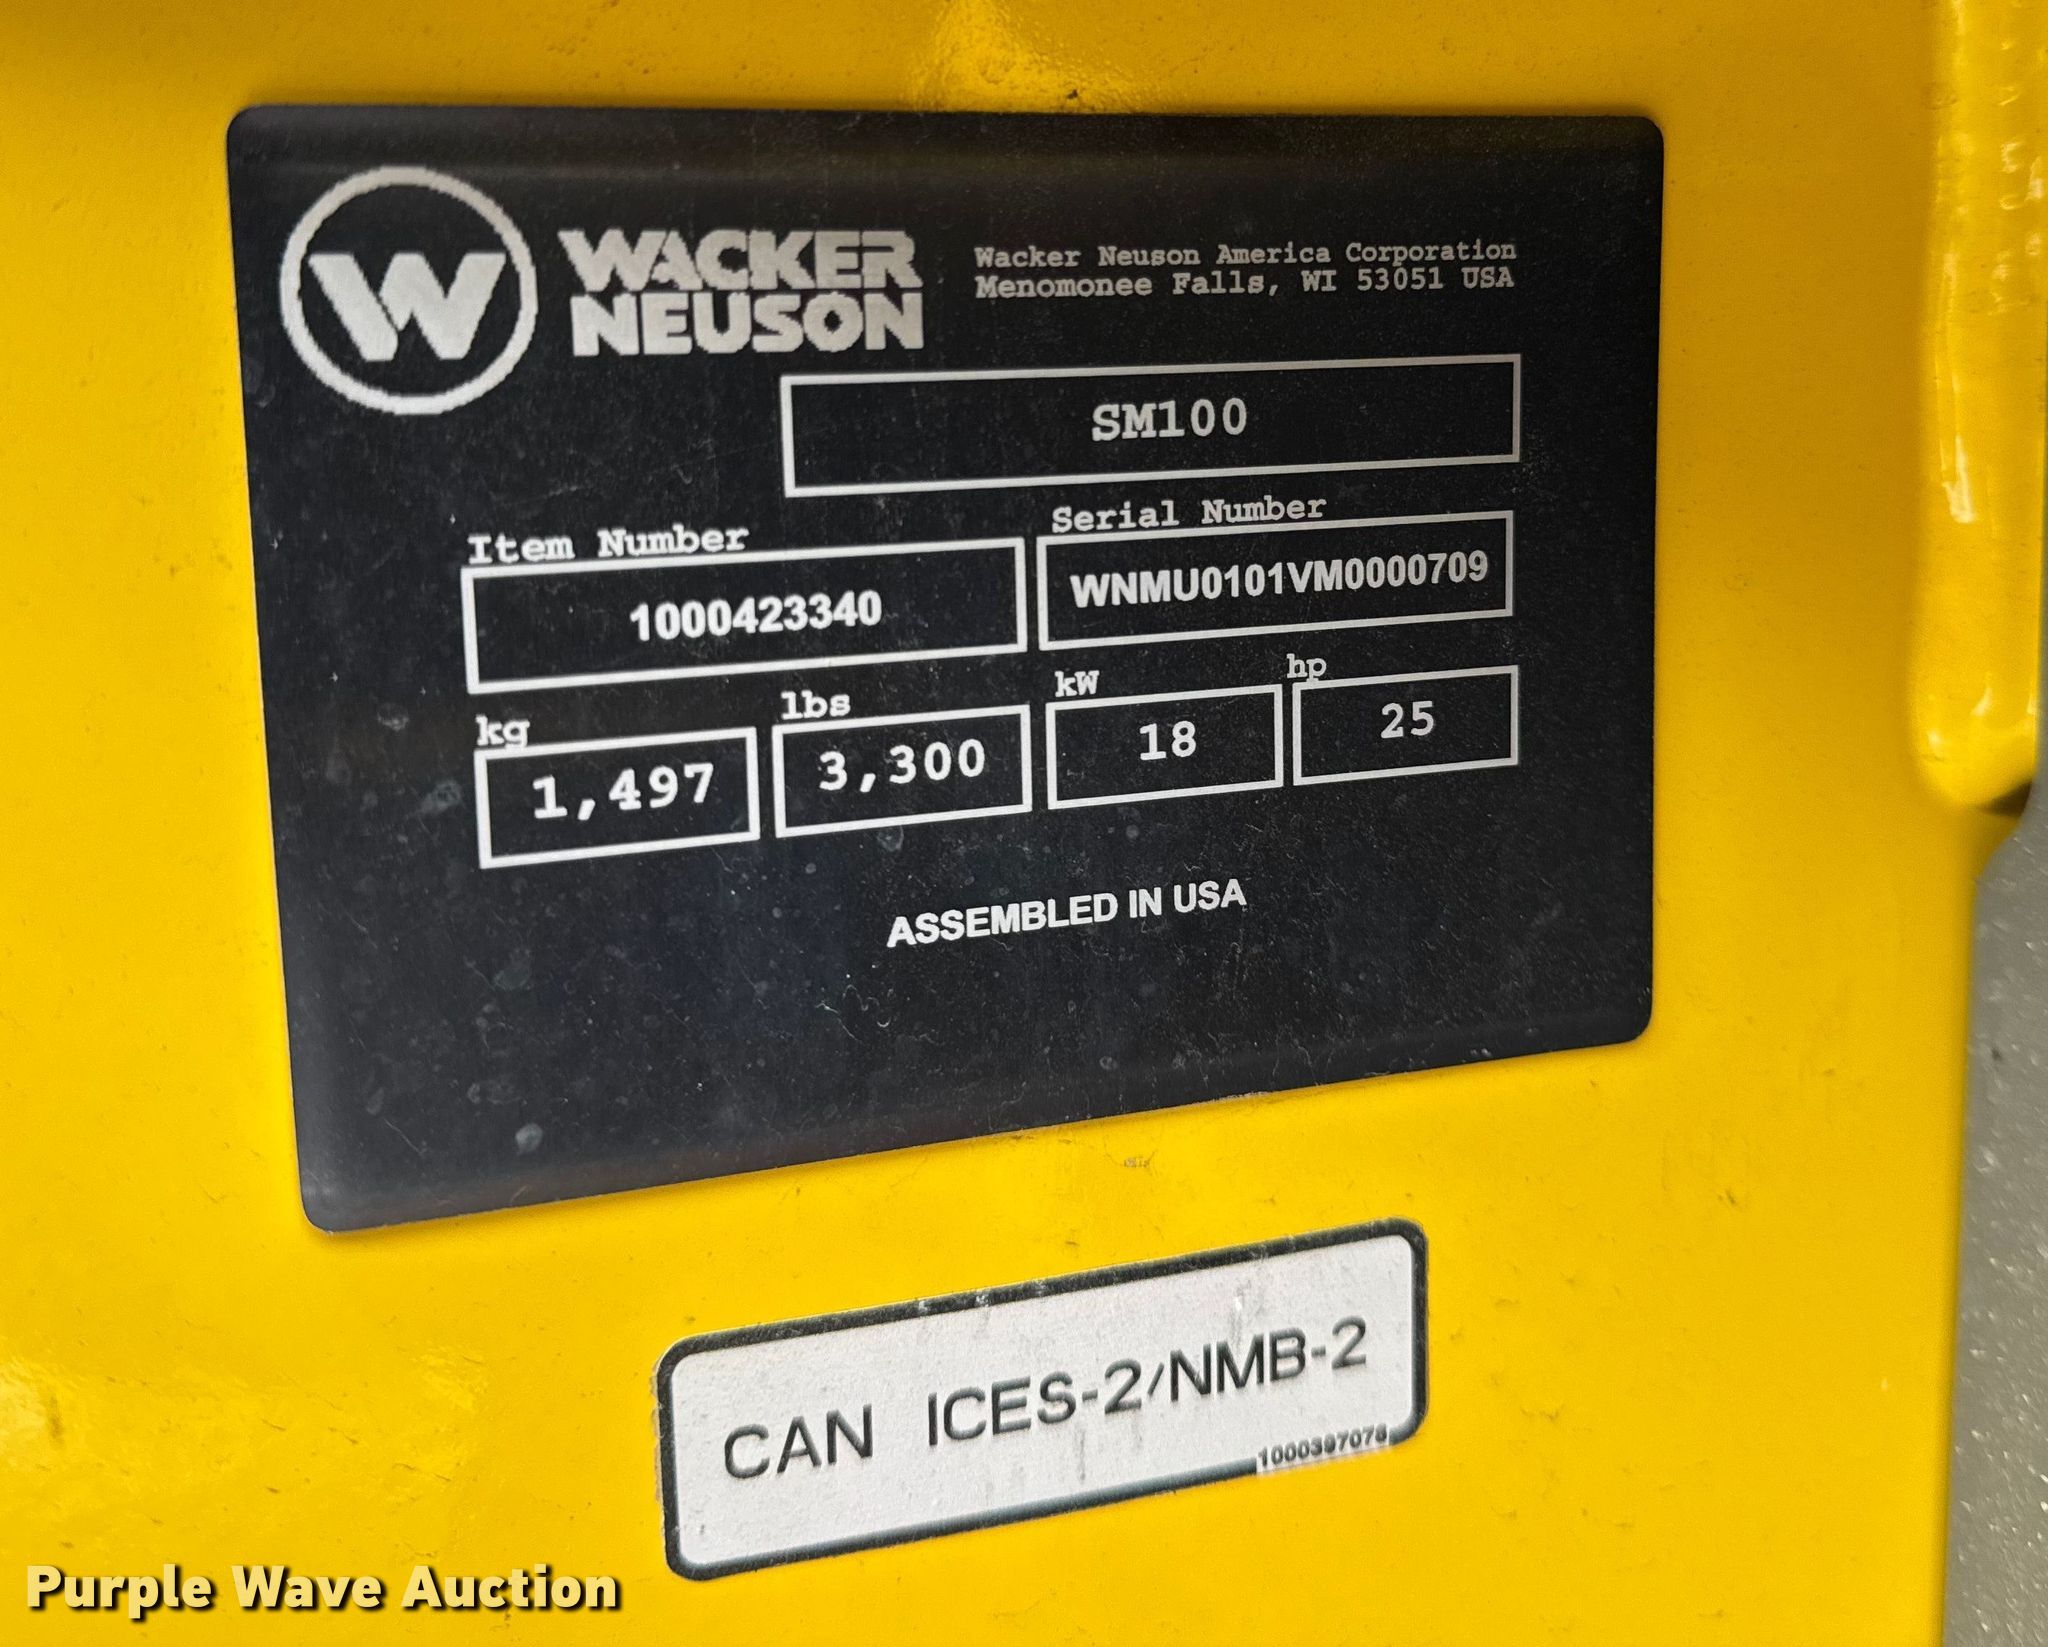 W
WACKER
NEUSON
Wacker Neuson America Corporation
Menomonee Falls, WI 53051 USA
SM100
Item Number
Serial Number
1000423340
WNMU0101VM0000709
kg
lbs
kW
hp
1,497
3,300
18
25
ASSEMBLED IN USA
CAN ICES-2/NMB-2
1000397078
Purple Wave Auction